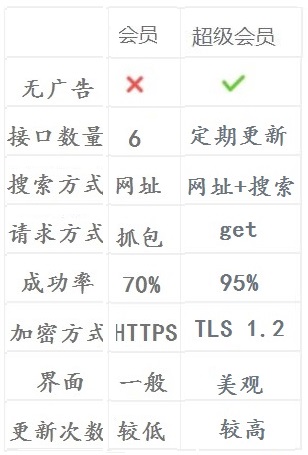 会员 超级会员
无广告
接口数量 6 定期更新
搜索方式 网址 网址+搜索
请求方式 抓包 get
成功率 70% 95%
加密方式 HTTPS TLS 1.2
界面 一般 美观
更新次数 较低 较高